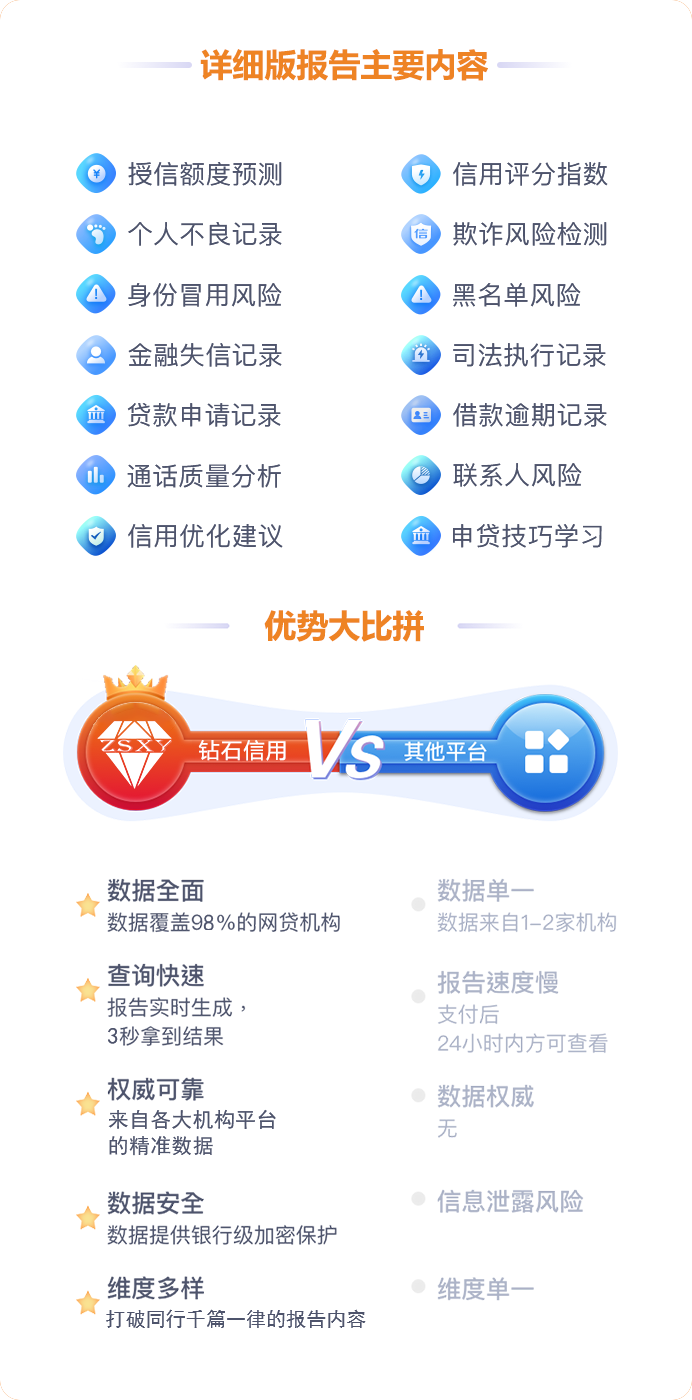 详细版报告主要内容
授信额度预测
信用评分指数
个人不良记录
信
欺诈风险检测
身份冒用风险
黑名单风险
金融失信记录
司法执行记录
贷款申请记录
借款逾期记录
通话质量分析
联系人风险
信用优化建议
申贷技巧学习
优势大比拼
ZSXY
钻石信用
Vs
其他平台
数据全面
数据覆盖98%的网贷机构
数据单一
数据来自1-2家机构
查询快速
报告实时生成，
3秒拿到结果
报告速度慢
支付后
24小时内方可查看
权威可靠
来自各大机构平台
的精准数据
数据权威
无
数据安全
数据提供银行级加密保护
信息泄露风险
维度多样
打破同行千篇一律的报告内容
维度单一